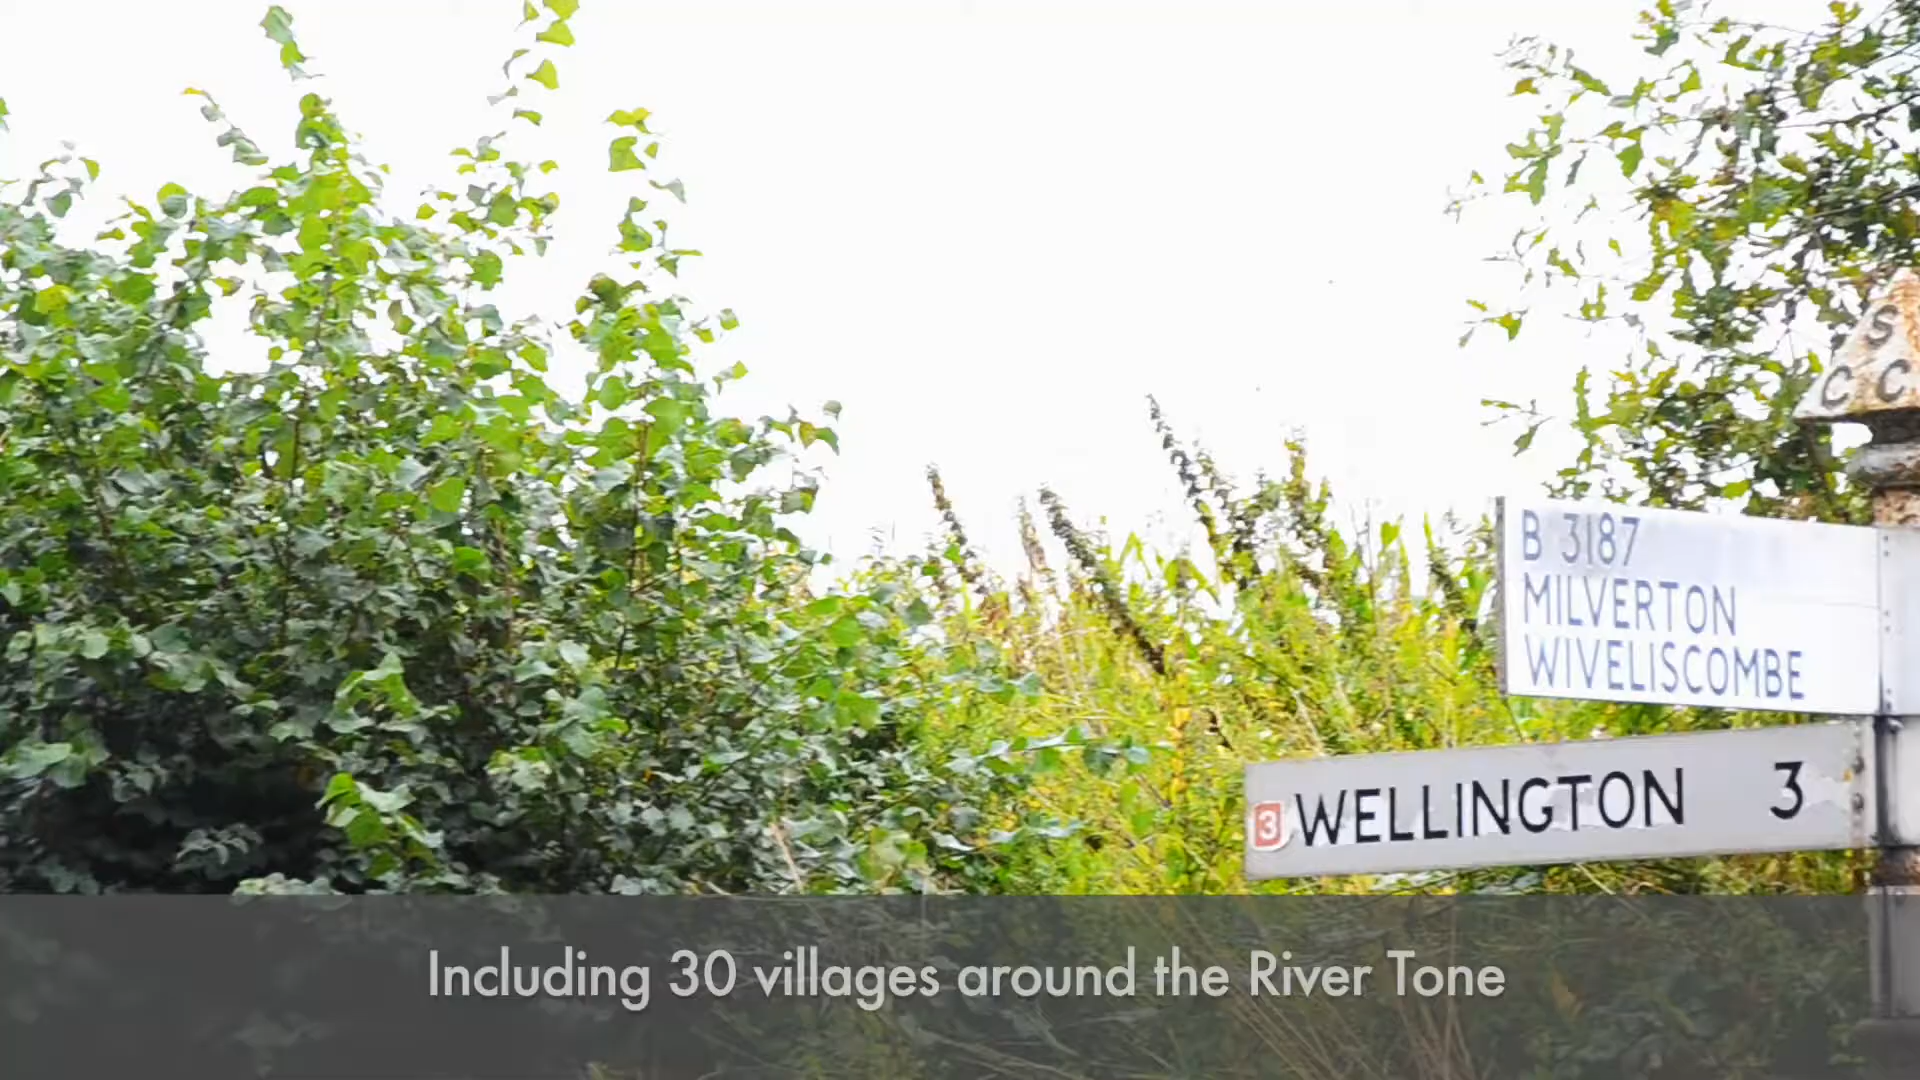 S
C C
B 3187
MILVERTON
WIVELISCOMBE
3 WELLINGTON 3
Including 30 villages around the River Tone